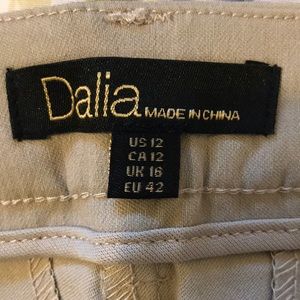 Dalia MADE IN CHINA
US 12
CA 12
UK 16
EU 42